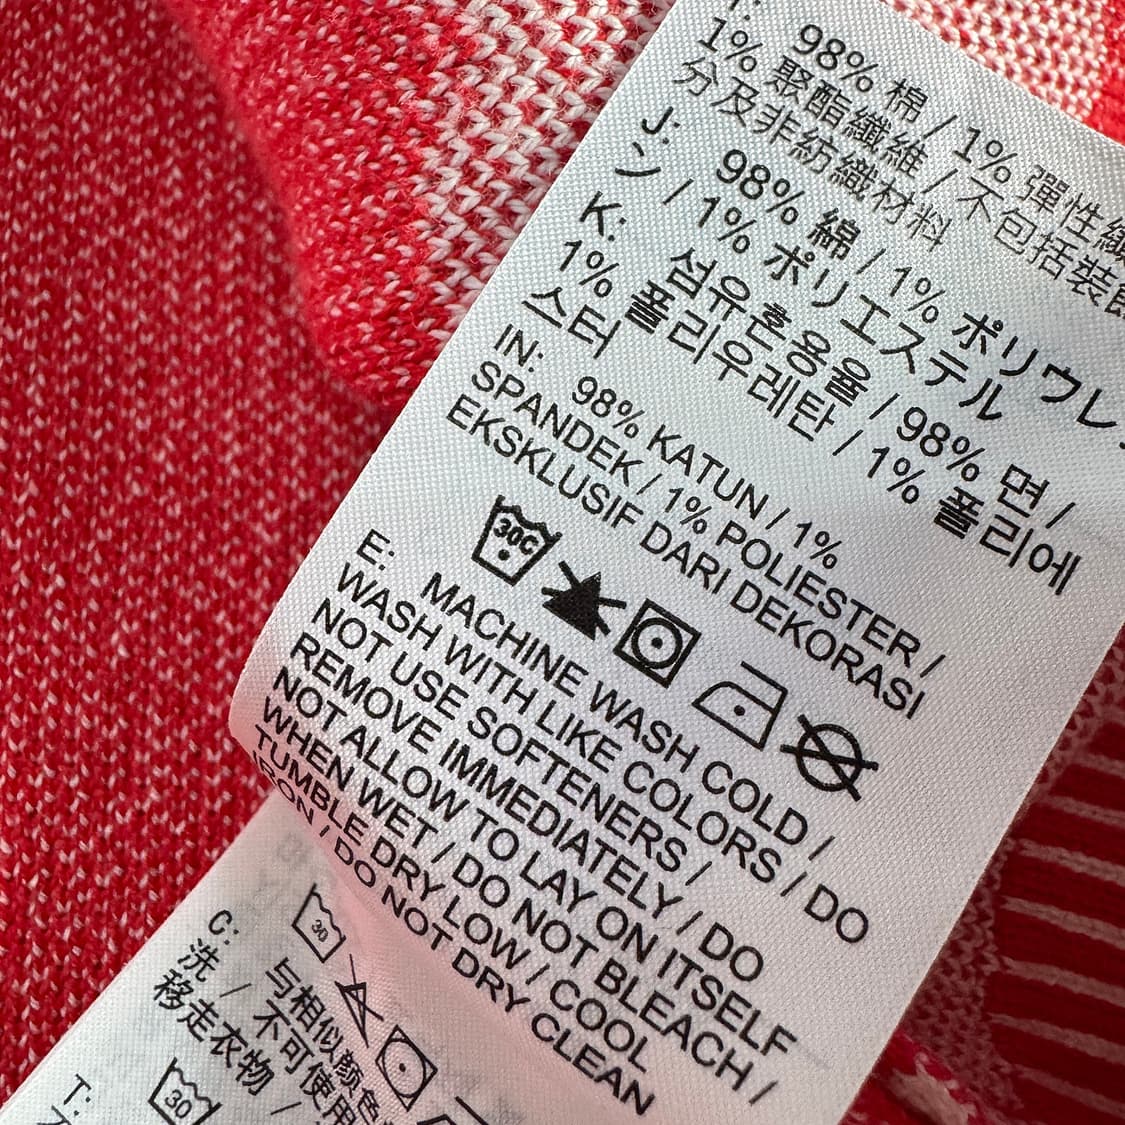 T: 98% 棉 / 1% 彈性纖
1% 聚酯纖維 / 不包括裝飾
分及非紡織材料
J: 98% 綿 / 1% ポリウレ
ン / 1% ポリエステル
K: 섬유혼용율 / 98% 면 /
1% 폴리우레탄 / 1% 폴리에
스터
IN: 98% KATUN / 1%
SPANDEK / 1% POLIESTER /
EKSKLUSIF DARI DEKORASI
30C
E: MACHINE WASH COLD /
WASH WITH LIKE COLORS / DO
NOT USE SOFTENERS /
REMOVE IMMEDIATELY / DO
NOT ALLOW TO LAY ON ITSELF
WHEN WET / DO NOT BLEACH /
TUMBLE DRY LOW / COOL
IRON / DO NOT DRY CLEAN
30
C: 与相似颜色
洗 / 不可使用
移走衣物 /
30
T: